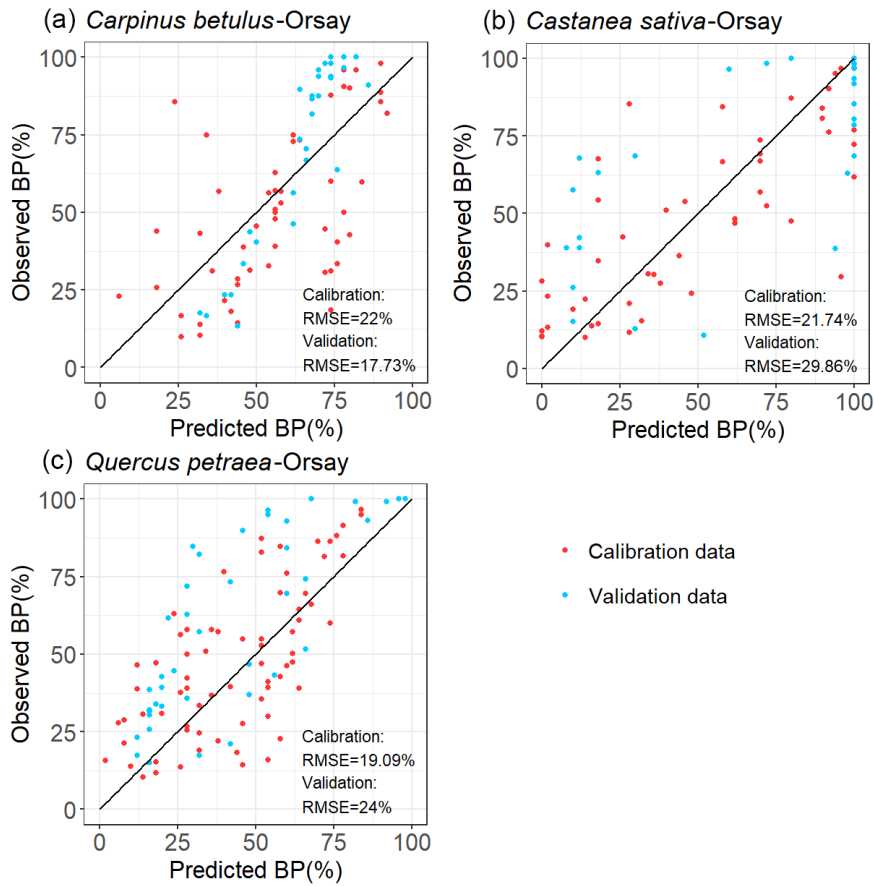 (a) Carpinus betulus-Orsay
100
75
50
25
0
Observed BP(%)
Calibration:
RMSE=22%
Validation:
RMSE=17.73%
0 25 50 75 100
Predicted BP(%)
(b) Castanea sativa-Orsay
100
75
50
25
0
Observed BP(%)
Calibration:
RMSE=21.74%
Validation:
RMSE=29.86%
0 25 50 75 100
Predicted BP(%)
(c) Quercus petraea-Orsay
100
75
50
25
0
Observed BP(%)
Calibration:
RMSE=19.09%
Validation:
RMSE=24%
0 25 50 75 100
Predicted BP(%)
Calibration data
Validation data